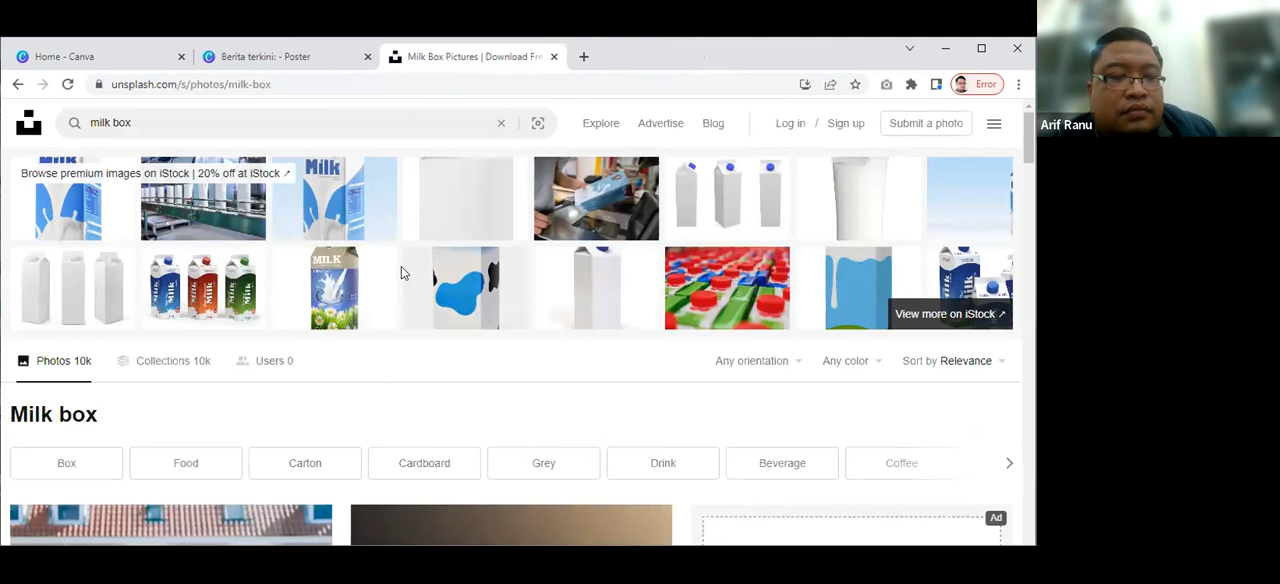 Home - Canva
Berita terkini: - Poster
Milk Box Pictures | Download Fre
unsplash.com/s/photos/milk-box
Error
Arif Ranu
milk box
Explore
Advertise
Blog
Log in / Sign up
Submit a photo
Browse premium images on iStock | 20% off at iStock ↗
Milk
Milk
MILK
Milk
Milk
Milk
View more on iStock ↗
Photos 10k
Collections 10k
Users 0
Any orientation
Any color
Sort by Relevance
Milk box
Box
Food
Carton
Cardboard
Grey
Drink
Beverage
Coffee
Ad